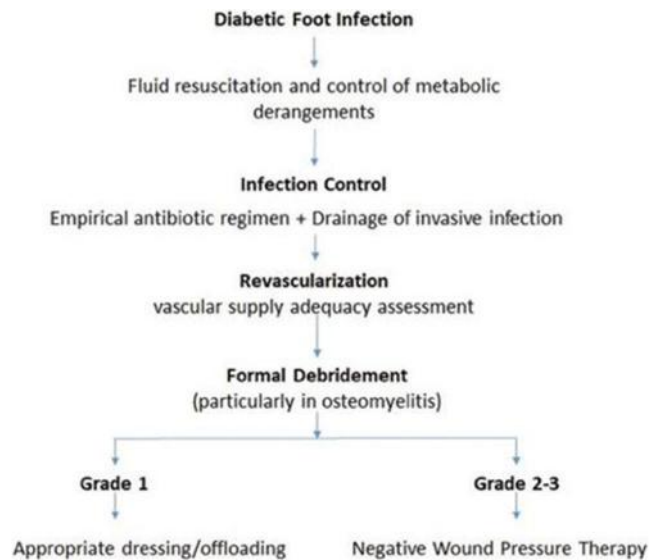 Diabetic Foot Infection
Fluid resuscitation and control of metabolic
derangements
Infection Control
Empirical antibiotic regimen + Drainage of invasive infection
Revascularization
vascular supply adequacy assessment
Formal Debridement
(particularly in osteomyelitis)
Grade 1
Grade 2-3
Appropriate dressing/offloading
Negative Wound Pressure Therapy